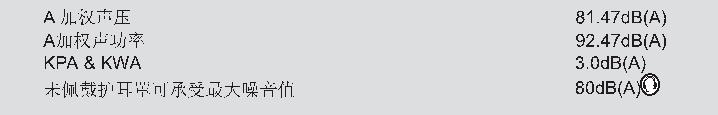 A 加权声压 81.47dB(A)
A加权声功率 92.47dB(A)
KPA & KWA 3.0dB(A)
未佩戴护耳罩可承受最大噪音值 80dB(A)